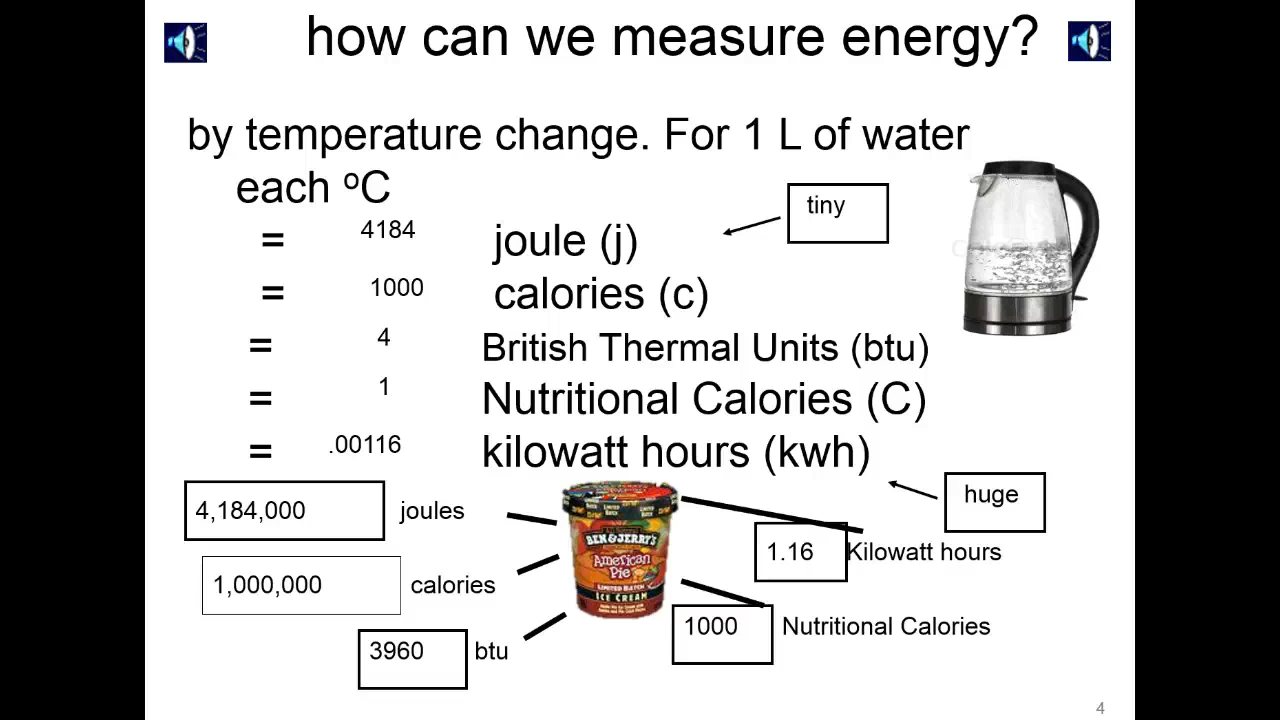 how can we measure energy?
by temperature change. For 1 L of water
each ºC
= 4184 joule (j)
tiny
= 1000 calories (c)
= 4 British Thermal Units (btu)
= 1 Nutritional Calories (C)
= .00116 kilowatt hours (kwh)
huge
4,184,000 joules
1.16 Kilowatt hours
1,000,000 calories
1000 Nutritional Calories
3960 btu
BEN & JERRY'S
American
Pie
LIMITED BATCH
ICE CREAM
4